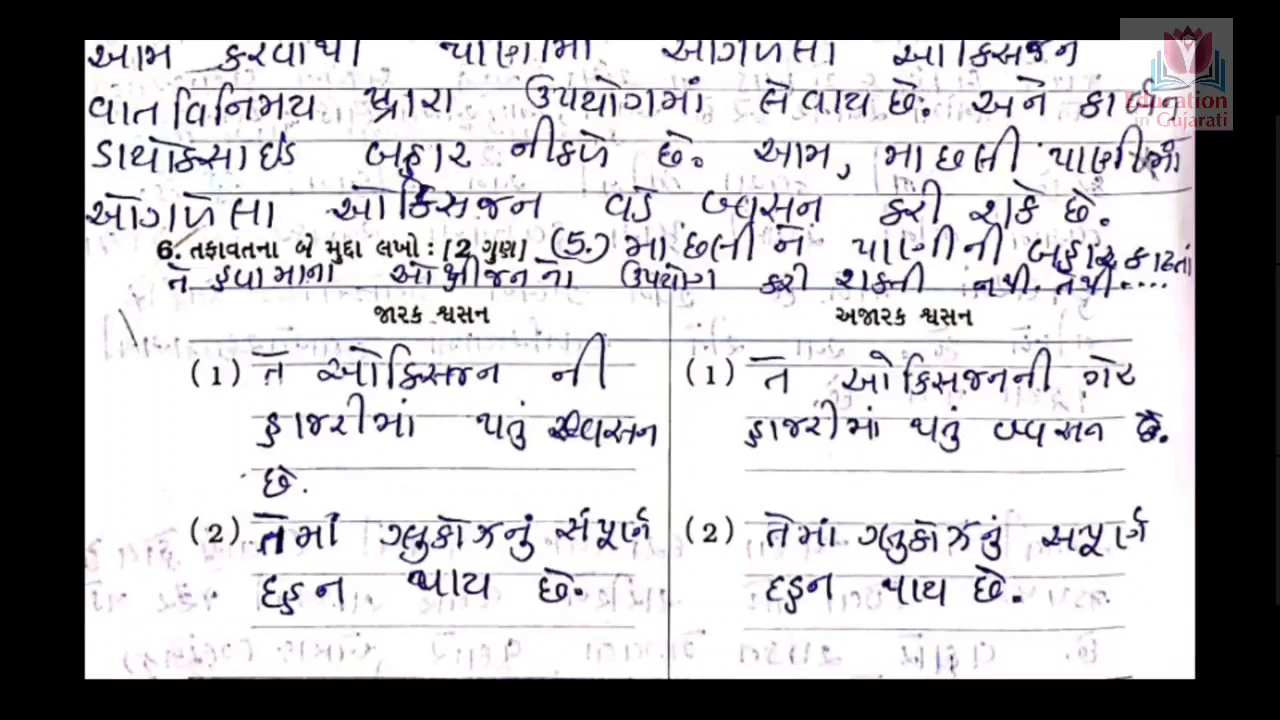 આમ કરવાથી પાણીમાં ઓગળેલા ઓક્સિજન
વાતવિનિમય દ્વારા ઉપયોગમાં લેવાય છે. અને કાર્બન
ડાયોક્સાઇડ બહાર નીકળે છે. આમ, માછલી પાણીમાં
ઓગળેલા ઓક્સિજન વડે શ્વસન કરી શકે છે.
6. તફાવતના બે મુદ્દા લખો : (2 ગુણ) (5.) માછલીને પાણીની બહાર કાઢતાં
તે હવામાંના ઓક્સીજનનો ઉપયોગ કરી શકતી નથી. તેથી....
જારક શ્વસન
અજારક શ્વસન
(1) તે ઓક્સિજન ની
હાજરીમાં થતું શ્વસન
છે.
(1) તે ઓક્સિજનની ગેર
હાજરીમાં થતું શ્વસન છે.
(2) તેમાં ગ્લુકોઝનું સંપૂર્ણ
દહન થાય છે.
(2) તેમાં ગ્લુકોઝનું સંપૂર્ણ
દહન થાય છે.
Education
in Gujarati